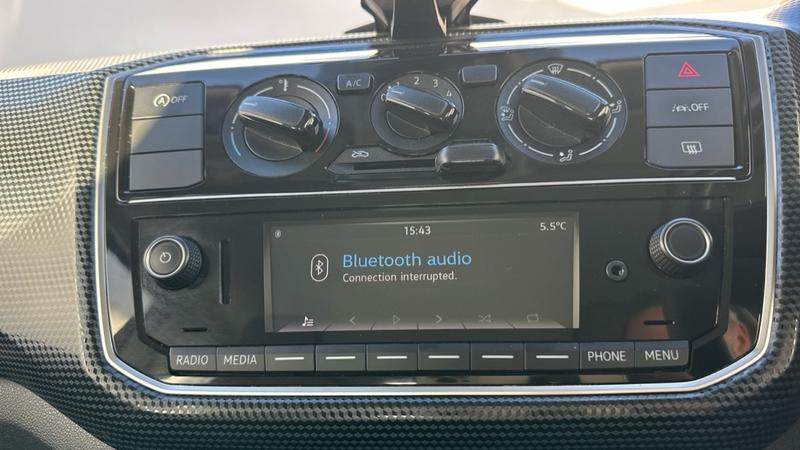 A OFF
A/C
1 2 3 4
OFF
15:43
5.5°C
Bluetooth audio
Connection interrupted.
RADIO
MEDIA
PHONE
MENU